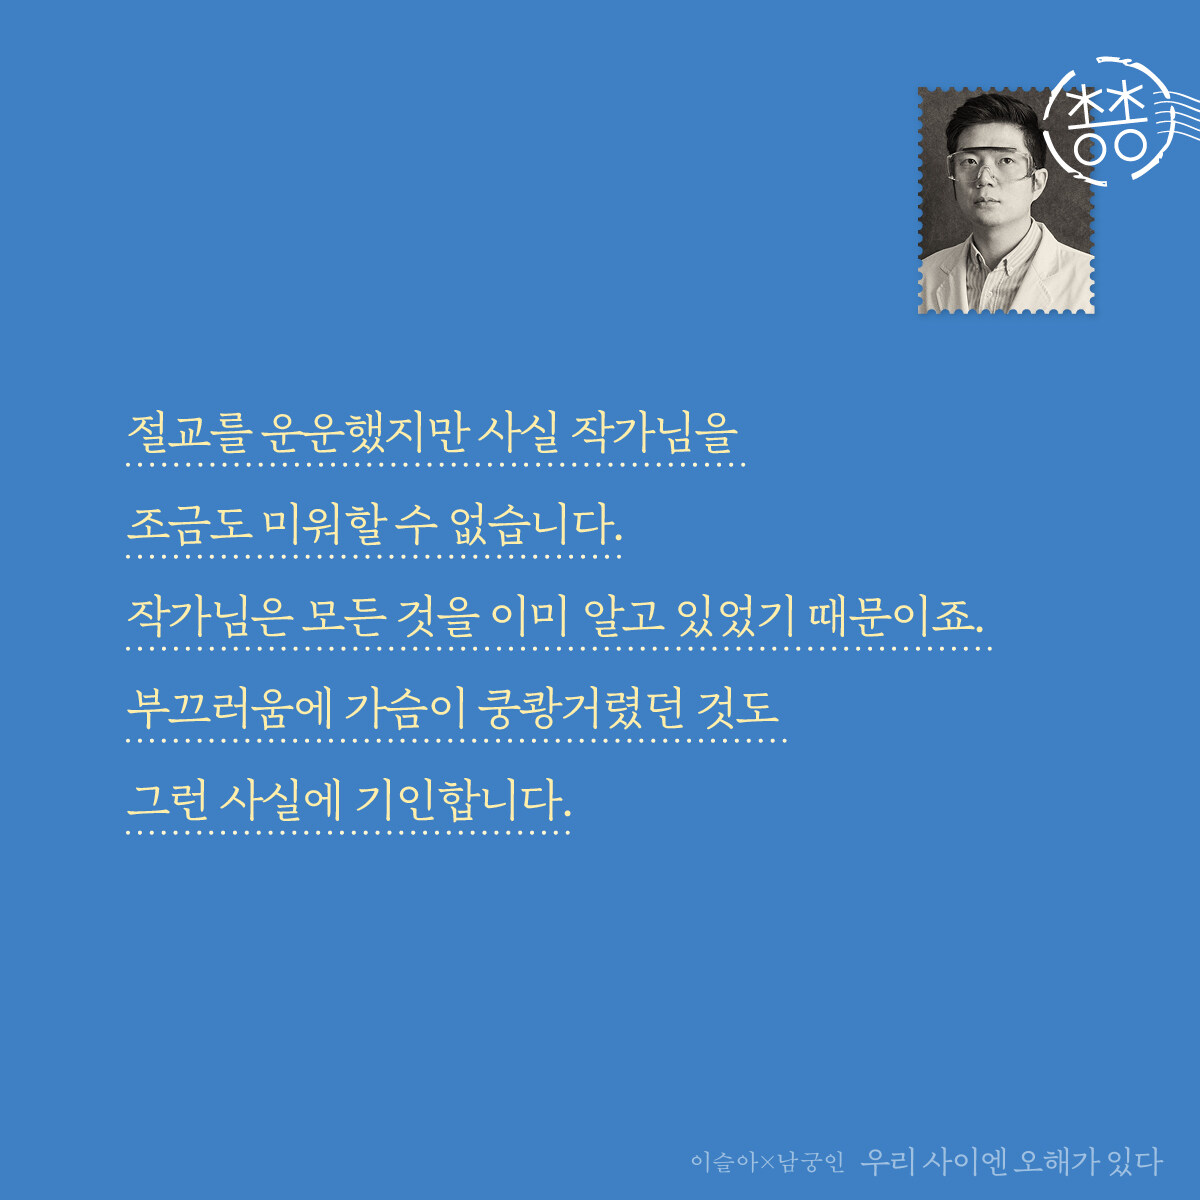 총총
절교를 운운했지만 사실 작가님을
조금도 미워할 수 없습니다.
작가님은 모든 것을 이미 알고 있었기 때문이죠.
부끄러움에 가슴이 쿵쾅거렸던 것도
그런 사실에 기인합니다.
이슬아×남궁인 우리 사이엔 오해가 있다